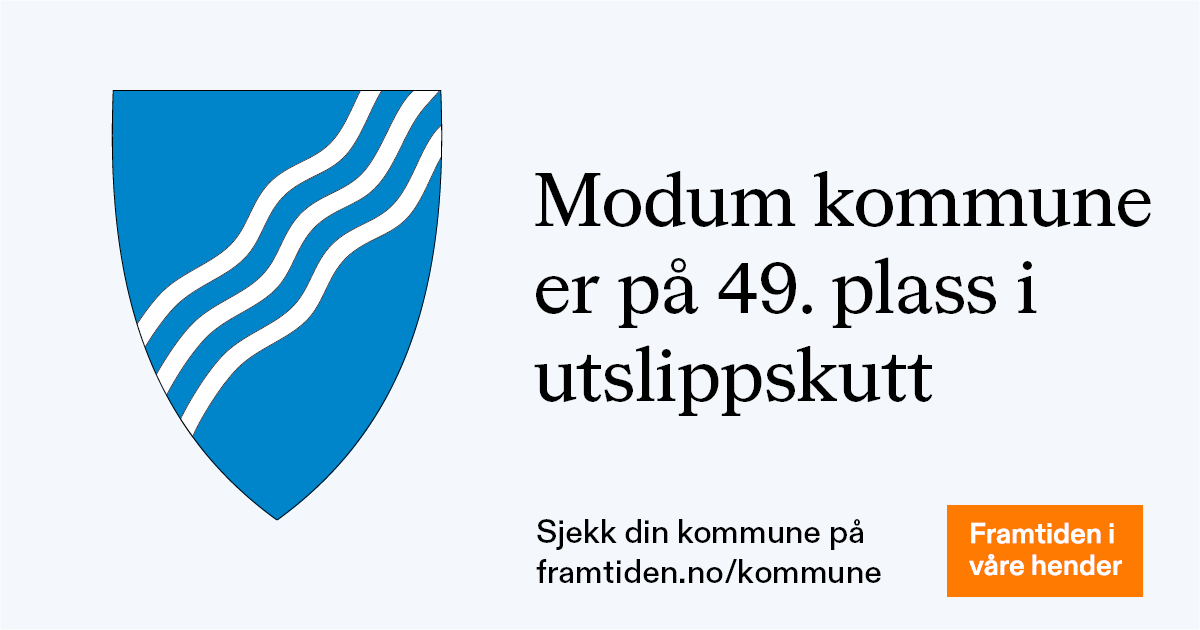 Modum kommune
er på 49. plass i
utslippskutt
Sjekk din kommune på
framtiden.no/kommune
Framtiden i
våre hender